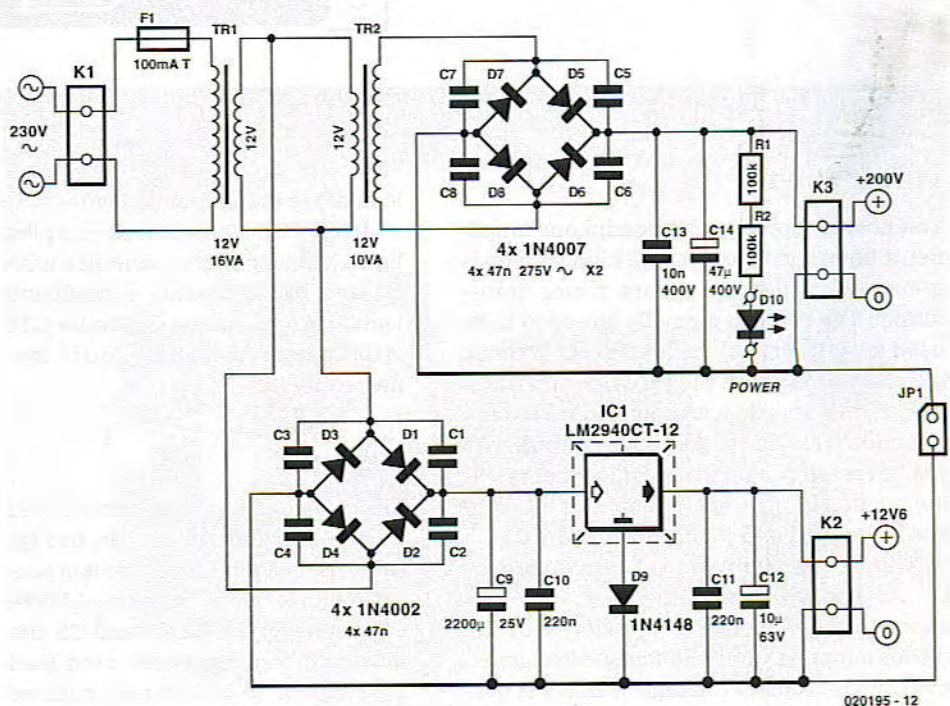 F1
100mA T
TR1
TR2
K1
230V
~
12V
12V
12V
16VA
12V
10VA
C7
D7
D5
C5
C8
D8
D6
C6
4x 1N4007
4x 47n 275V ~ X2
C13
10n
400V
C14
47µ
400V
R1
100k
R2
100k
D10
POWER
K3
+200V
+
0
JP1
C3
D3
D1
C1
C4
D4
D2
C2
4x 1N4002
4x 47n
IC1
LM2940CT-12
C9
2200µ
25V
C10
220n
D9
1N4148
C11
220n
C12
10µ
63V
K2
+12V6
+
0
020195 - 12